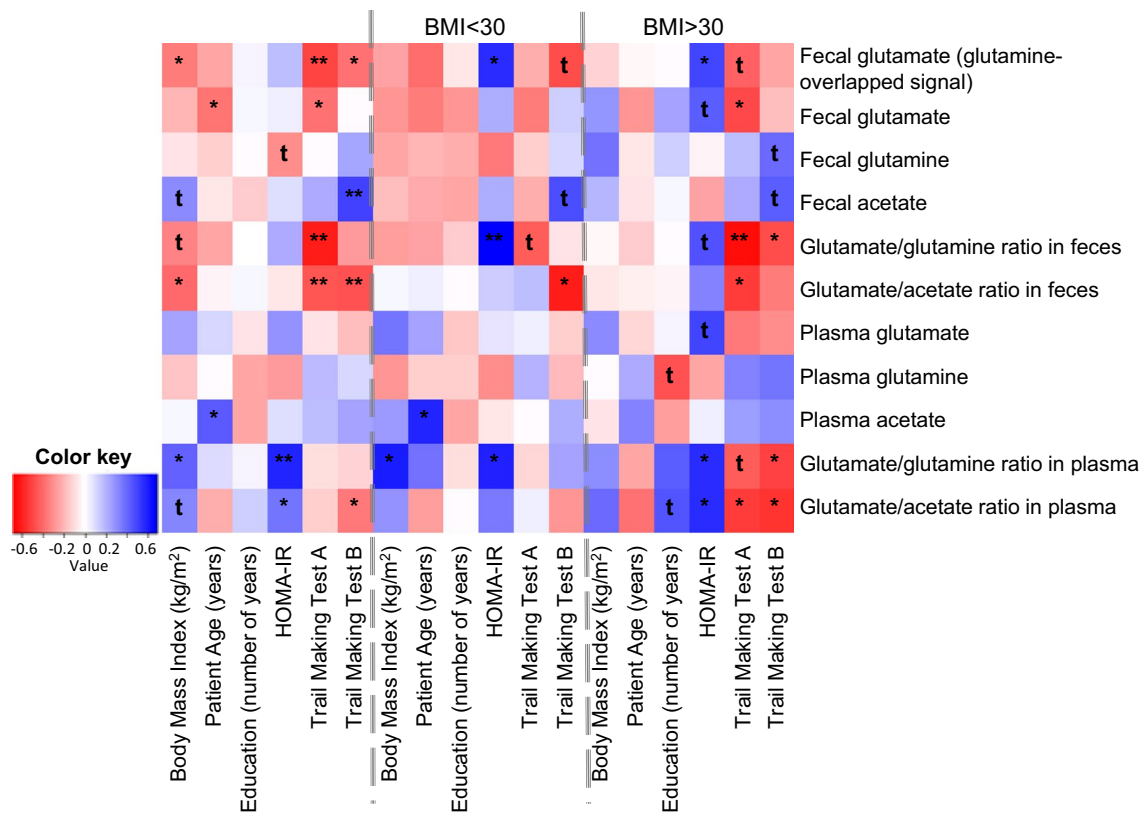 BMI<30 BMI>30
* ** * * t * t Fecal glutamate (glutamine-
overlapped signal)
* * t * Fecal glutamate
t t Fecal glutamine
t ** t t Fecal acetate
t ** ** t t ** * Glutamate/glutamine ratio in feces
* ** ** * * Glutamate/acetate ratio in feces
t Plasma glutamate
t Plasma glutamine
* * Plasma acetate
* ** * * * t * Glutamate/glutamine ratio in plasma
t * * t * * * Glutamate/acetate ratio in plasma
Color key
-0.6 -0.2 0 0.2 0.6
Value
Body Mass Index (kg/m²)
Patient Age (years)
Education (number of years)
HOMA-IR
Trail Making Test A
Trail Making Test B
Body Mass Index (kg/m²)
Patient Age (years)
Education (number of years)
HOMA-IR
Trail Making Test A
Trail Making Test B
Body Mass Index (kg/m²)
Patient Age (years)
Education (number of years)
HOMA-IR
Trail Making Test A
Trail Making Test B